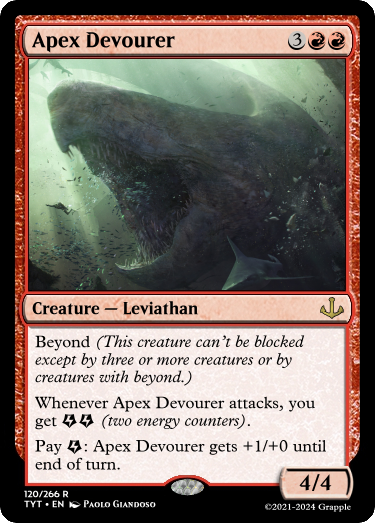 Apex Devourer 3
Creature — Leviathan
Beyond (This creature can't be blocked
except by three or more creatures or by
creatures with beyond.)
Whenever Apex Devourer attacks, you
get (two energy counters).
Pay : Apex Devourer gets +1/+0 until
end of turn.
4/4
120/266 R
TYT • EN Paolo Giandoso
©2021-2024 Grapple